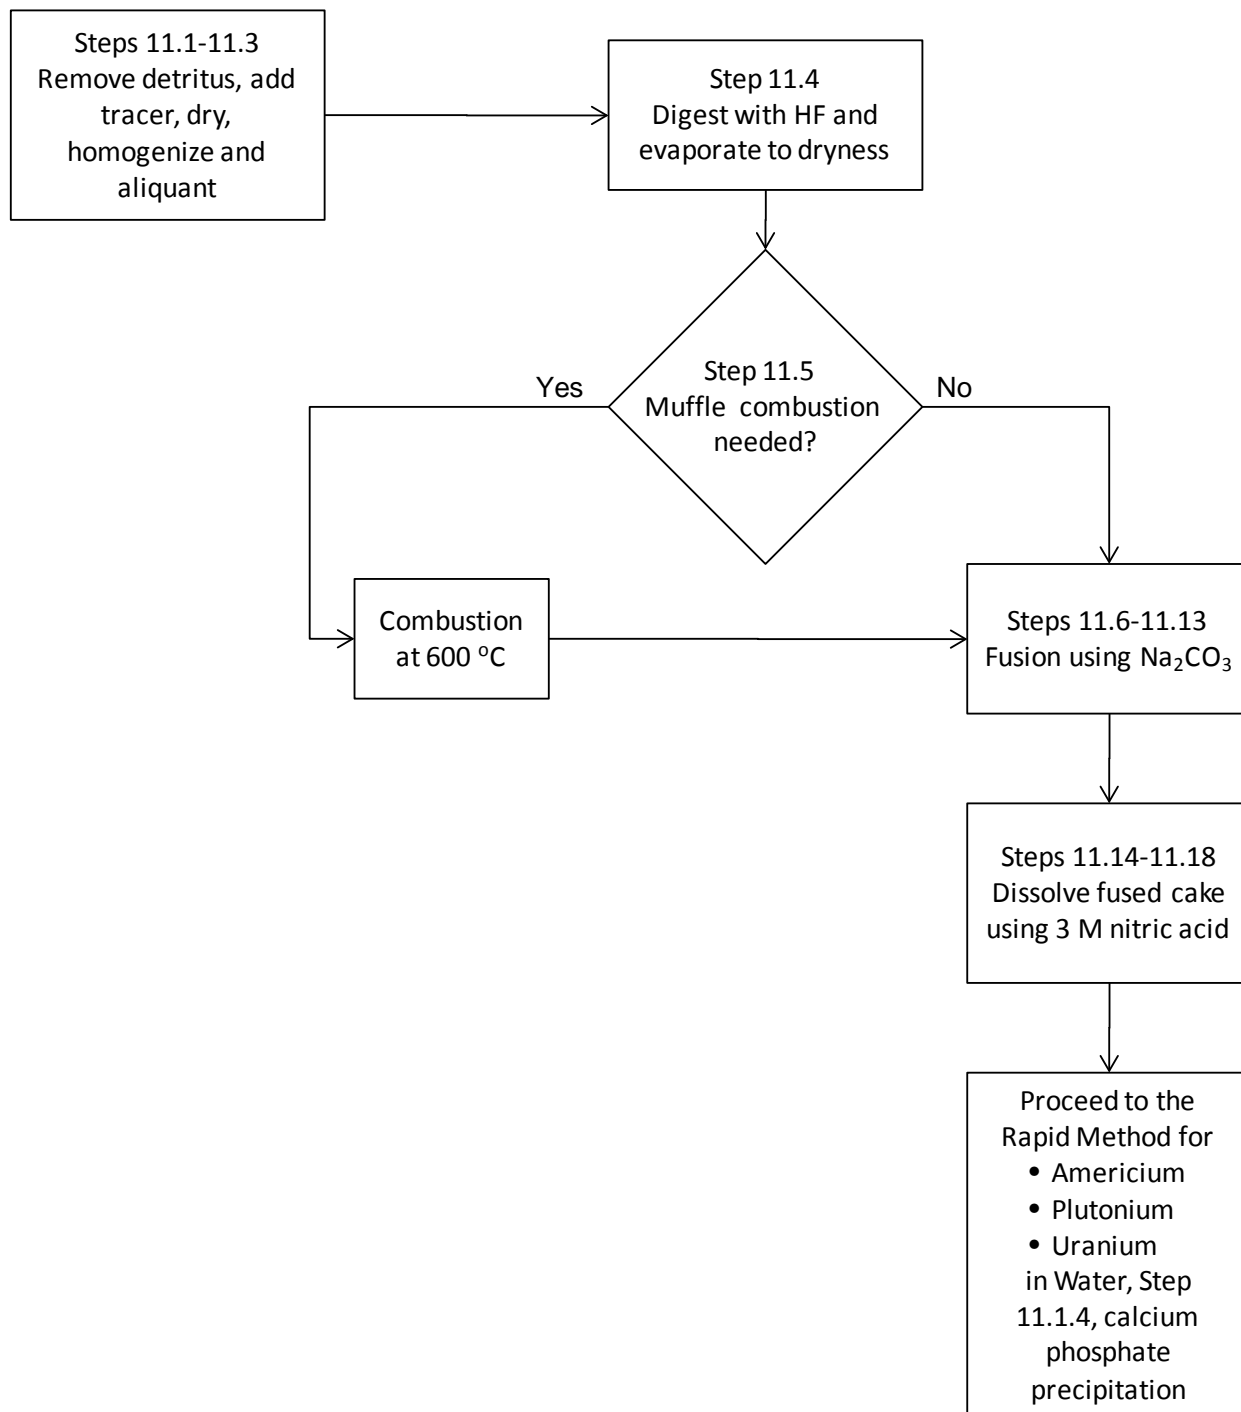 Steps 11.1-11.3
Remove detritus, add
tracer, dry,
homogenize and
aliquant
Step 11.4
Digest with HF and
evaporate to dryness
Step 11.5
Muffle combustion
needed?
Yes
No
Combustion
at 600 ºC
Steps 11.6-11.13
Fusion using Na₂CO₃
Steps 11.14-11.18
Dissolve fused cake
using 3 M nitric acid
Proceed to the
Rapid Method for
• Americium
• Plutonium
• Uranium
in Water, Step
11.1.4, calcium
phosphate
precipitation